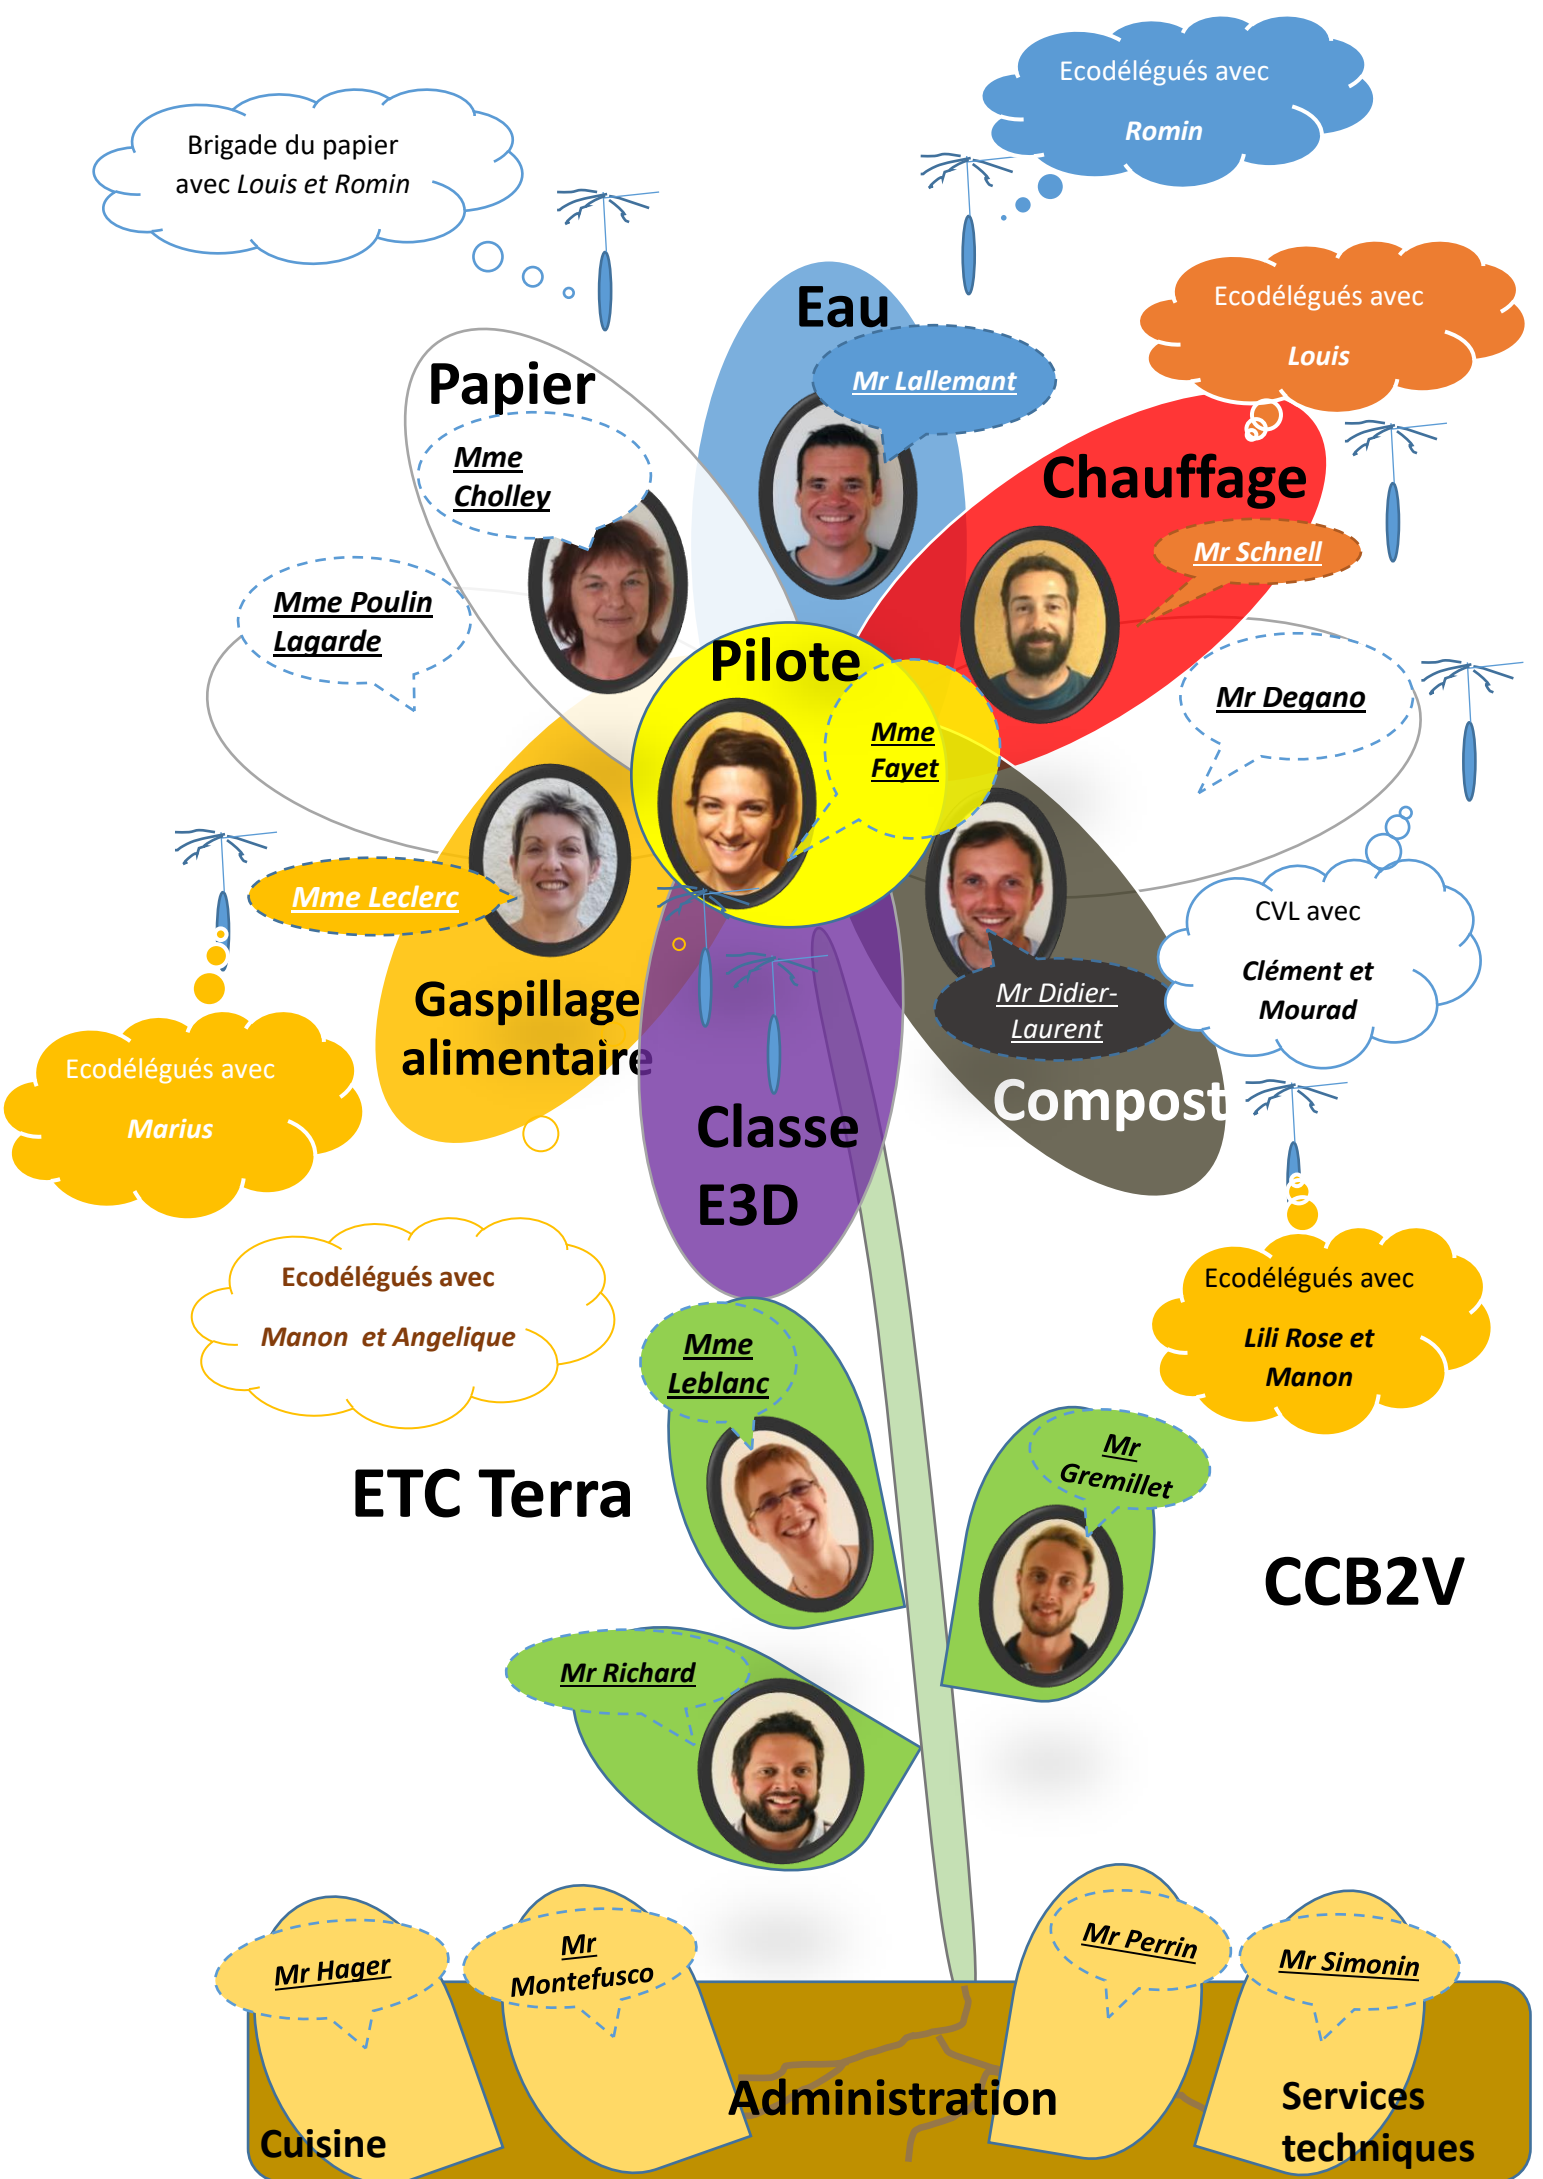 Ecodélégués avec
Romin
Brigade du papier
avec Louis et Romin
Ecodélégués avec
Louis
Eau
Mr Lallemant
Papier
Mme
Cholley
Chauffage
Mr Schnell
Mme Poulin
Lagarde
Pilote
Mme
Fayet
Mr Degano
Mme Leclerc
CVL avec
Clément et
Mourad
Gaspillage
alimentaire
Mr Didier-
Laurent
Compost
Ecodélégués avec
Marius
Classe
E3D
Ecodélégués avec
Manon et Angelique
Ecodélégués avec
Lili Rose et
Manon
Mme
Leblanc
ETC Terra
Mr
Gremillet
CCB2V
Mr Richard
Mr Hager
Mr
Montefusco
Mr Perrin
Mr Simonin
Cuisine
Administration
Services
techniques